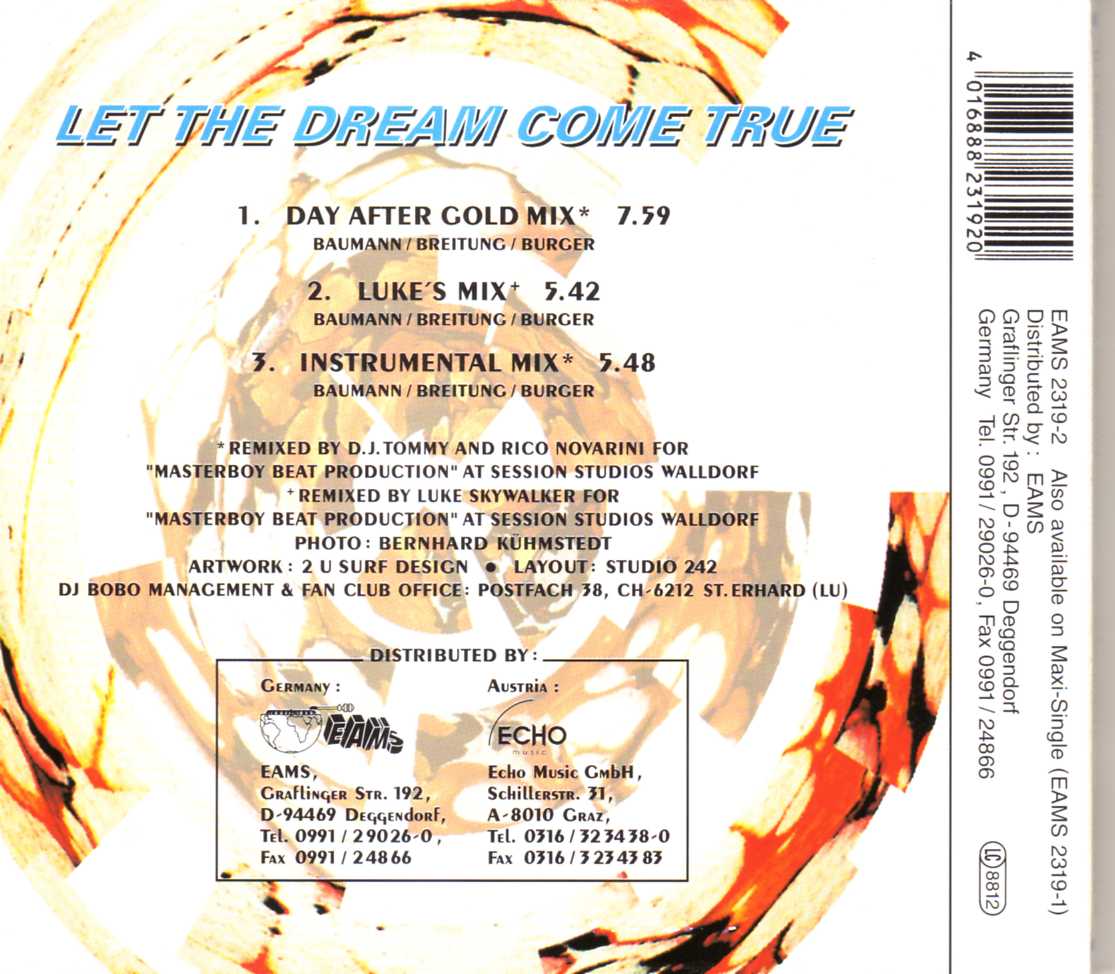 LET THE DREAM COME TRUE
1. DAY AFTER GOLD MIX* 7.59
BAUMANN / BREITUNG / BURGER
2. LUKE´S MIX+ 5.42
BAUMANN / BREITUNG / BURGER
3. INSTRUMENTAL MIX* 5.48
BAUMANN / BREITUNG / BURGER
*REMIXED BY D.J. TOMMY AND RICO NOVARINI FOR
"MASTERBOY BEAT PRODUCTION" AT SESSION STUDIOS WALLDORF
+REMIXED BY LUKE SKYWALKER FOR
"MASTERBOY BEAT PRODUCTION" AT SESSION STUDIOS WALLDORF
PHOTO: BERNHARD KÜHMSTEDT
ARTWORK: 2 U SURF DESIGN • LAYOUT: STUDIO 242
DJ BOBO MANAGEMENT & FAN CLUB OFFICE: POSTFACH 38, CH-6212 ST. ERHARD (LU)
DISTRIBUTED BY:
GERMANY:
EAMS
EAMS,
GRAFLINGER STR. 192,
D-94469 DEGGENDORF,
TEL. 0991 / 29026-0,
FAX 0991 / 24866
AUSTRIA:
ECHO
music
ECHO MUSIC GMBH,
SCHILLERSTR. 31,
A-8010 GRAZ,
TEL. 0316 / 323438-0
FAX 0316 / 3234383
4 016888 231920
EAMS 2319-2 Also available on Maxi-Single (EAMS 2319-1)
Distributed by: EAMS
Graflinger Str. 192, D-94469 Deggendorf
Germany Tel. 0991 / 29026-0, Fax 0991 / 24866
LC 8812